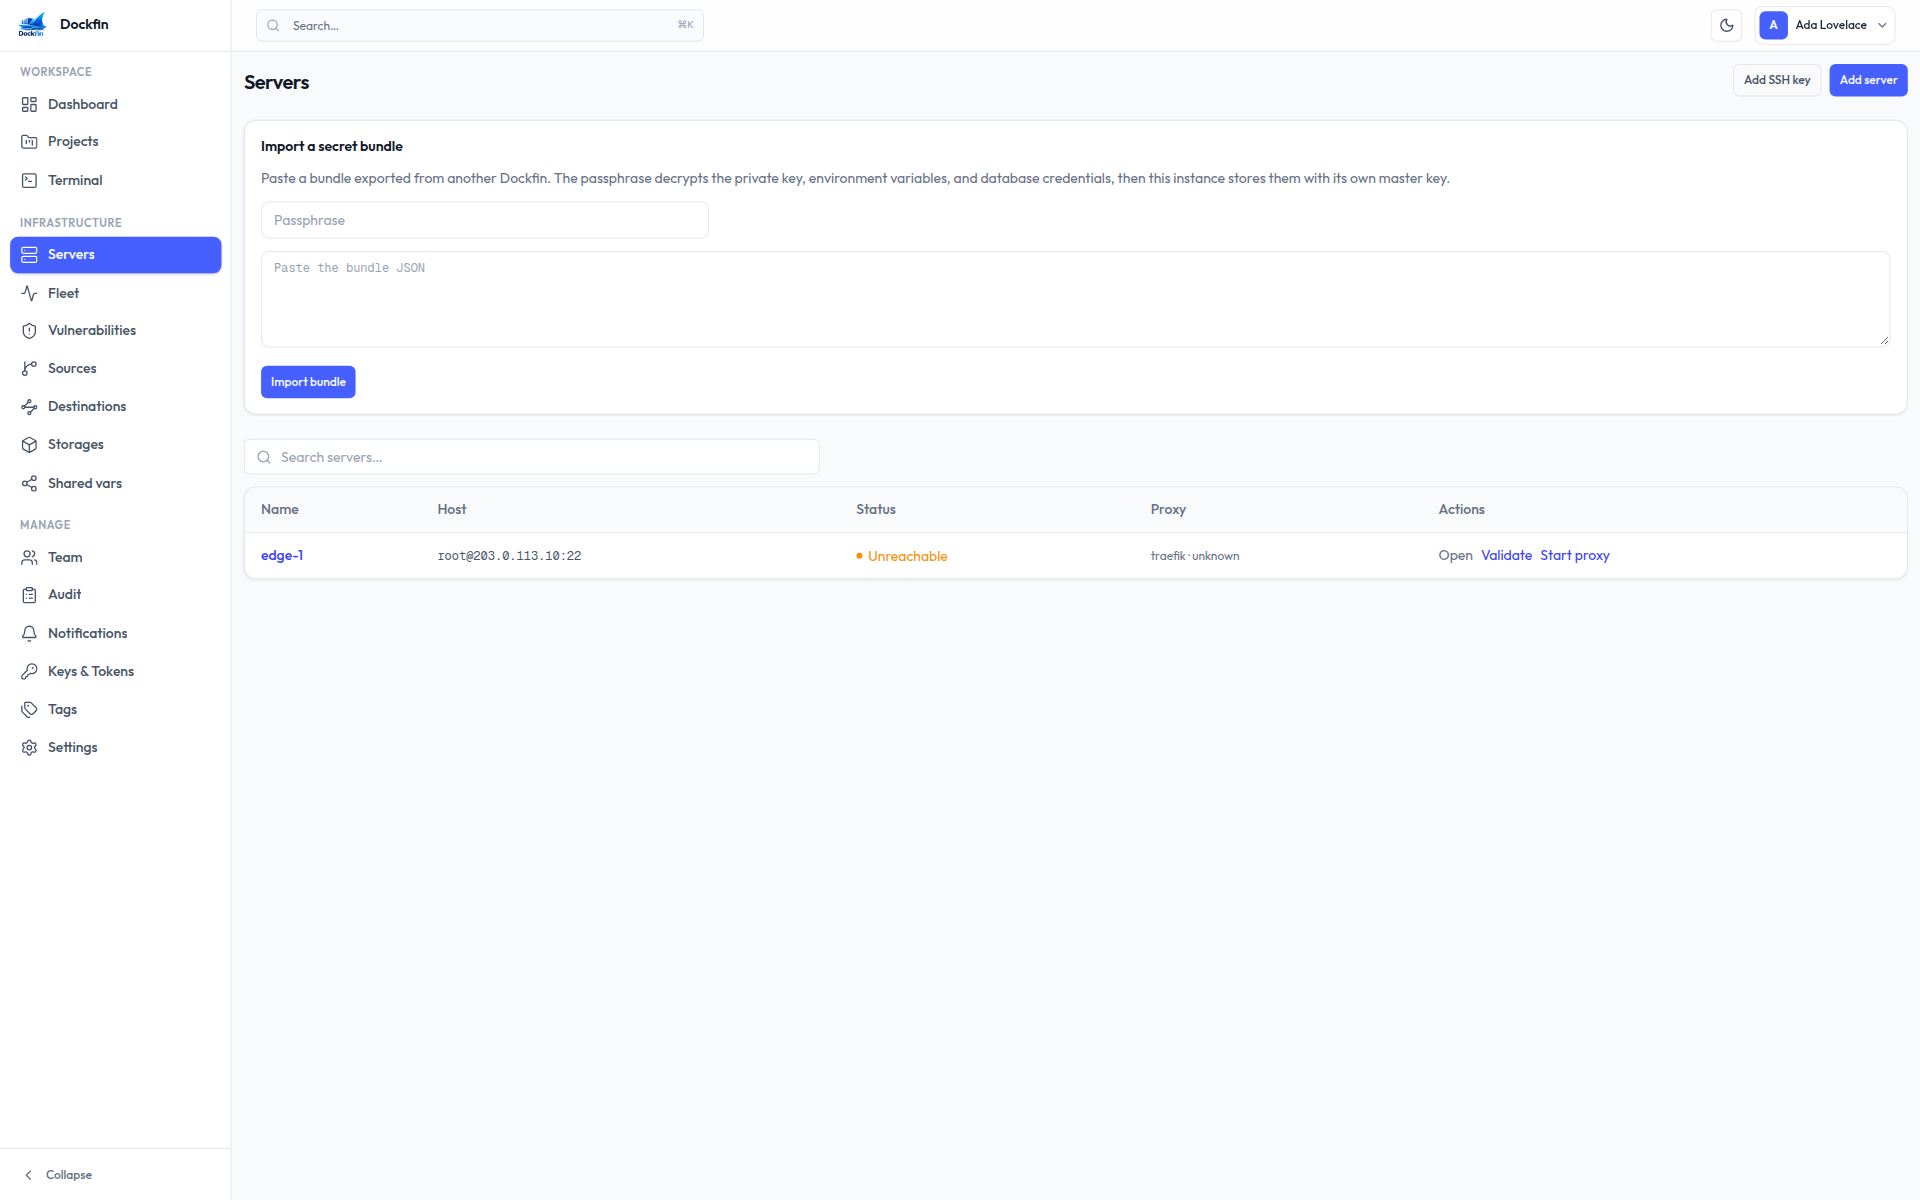 Dockfin
Dockfin
Search...
⌘K
A
Ada Lovelace
WORKSPACE
Dashboard
Projects
Terminal
INFRASTRUCTURE
Servers
Fleet
Vulnerabilities
Sources
Destinations
Storages
Shared vars
MANAGE
Team
Audit
Notifications
Keys & Tokens
Tags
Settings
Collapse
Servers
Add SSH key
Add server
Import a secret bundle
Paste a bundle exported from another Dockfin. The passphrase decrypts the private key, environment variables, and database credentials, then this instance stores them with its own master key.
Passphrase
Paste the bundle JSON
Import bundle
Search servers...
Name Host Status Proxy Actions
edge-1 root@203.0.113.10:22 Unreachable traefik · unknown Open Validate Start proxy